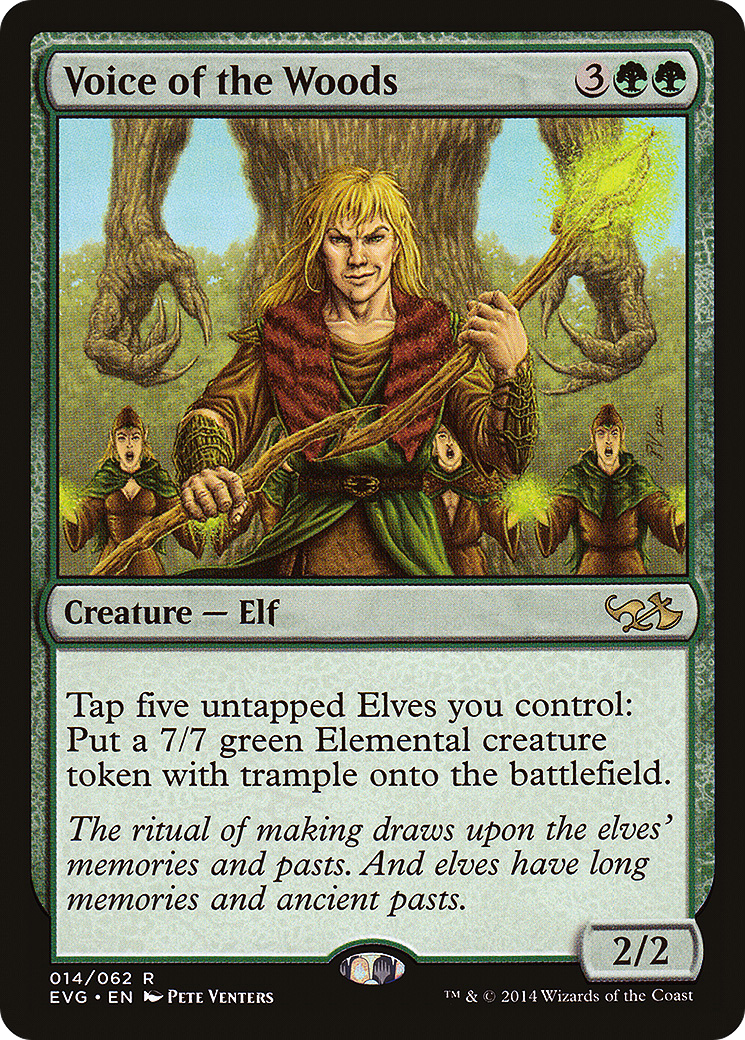 Voice of the Woods 3
PV 2002
Creature — Elf
Tap five untapped Elves you control:
Put a 7/7 green Elemental creature
token with trample onto the battlefield.
The ritual of making draws upon the elves’
memories and pasts. And elves have long
memories and ancient pasts.
2/2
014/062 R
EVG • EN Pete Venters ™ & © 2014 Wizards of the Coast